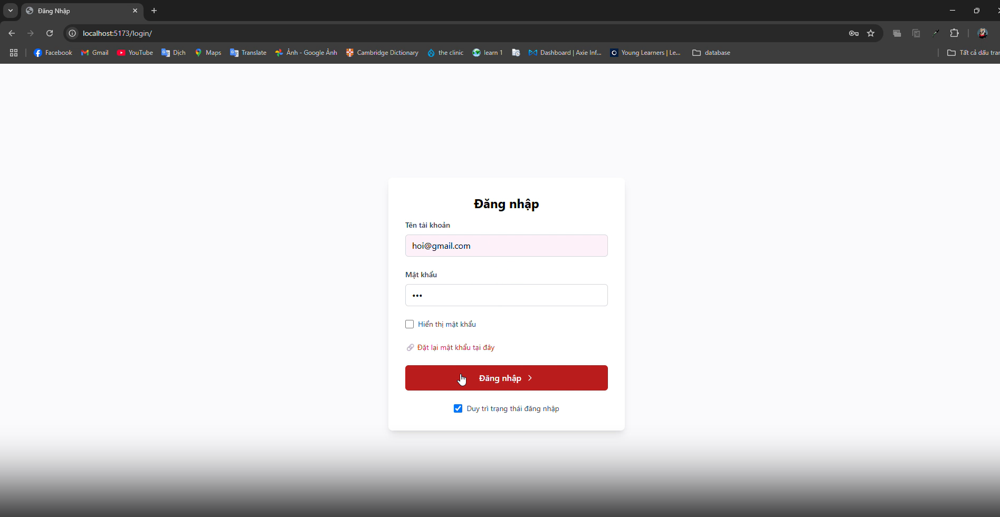 Đăng Nhập
localhost:5173/login/
Facebook Gmail YouTube Dịch Maps Translate Ảnh - Google Ảnh Cambridge Dictionary the clinic learn 1 Dashboard | Axie Inf... Young Learners | Le... database Tất cả dấu tran
Đăng nhập
Tên tài khoản
hoi@gmail.com
Mật khẩu
•••
Hiển thị mật khẩu
Đặt lại mật khẩu tại đây
Đăng nhập
Duy trì trạng thái đăng nhập